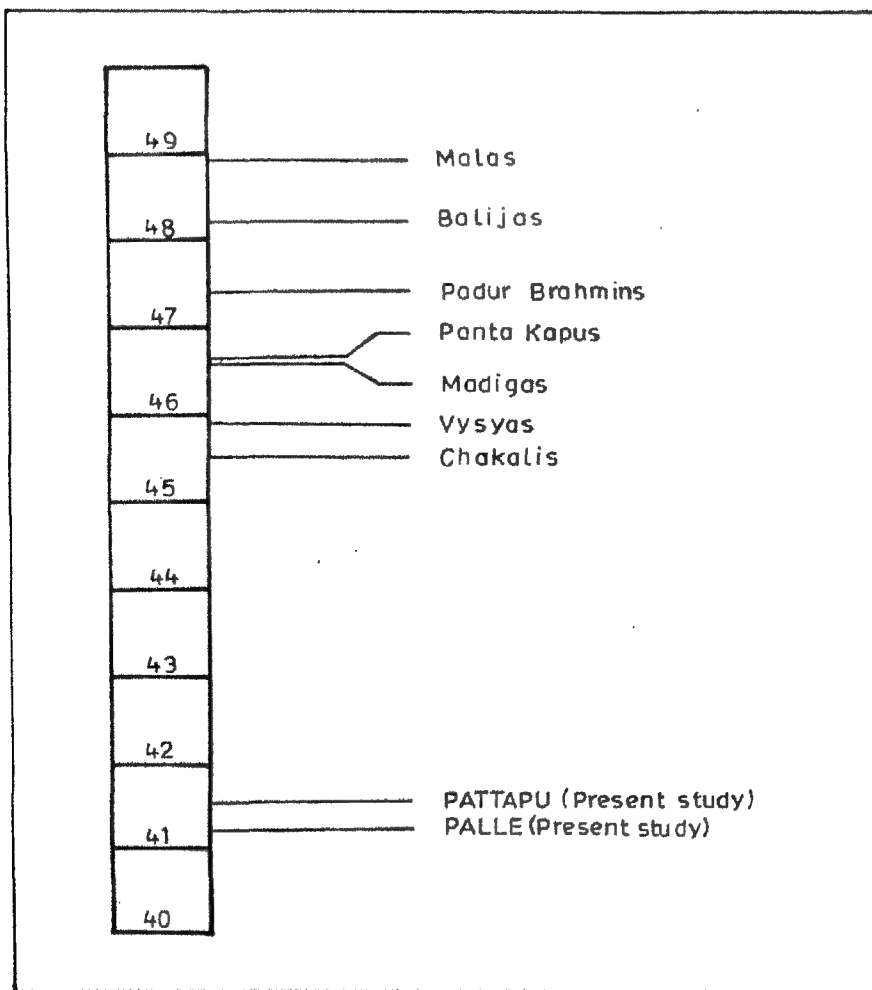 49
Malas
Balijas
48
Padur Brahmins
47
Panta Kapus
Madigas
46
Vysyas
Chakalis
45
44
43
42
PATTAPU (Present study)
PALLE (Present study)
41
40